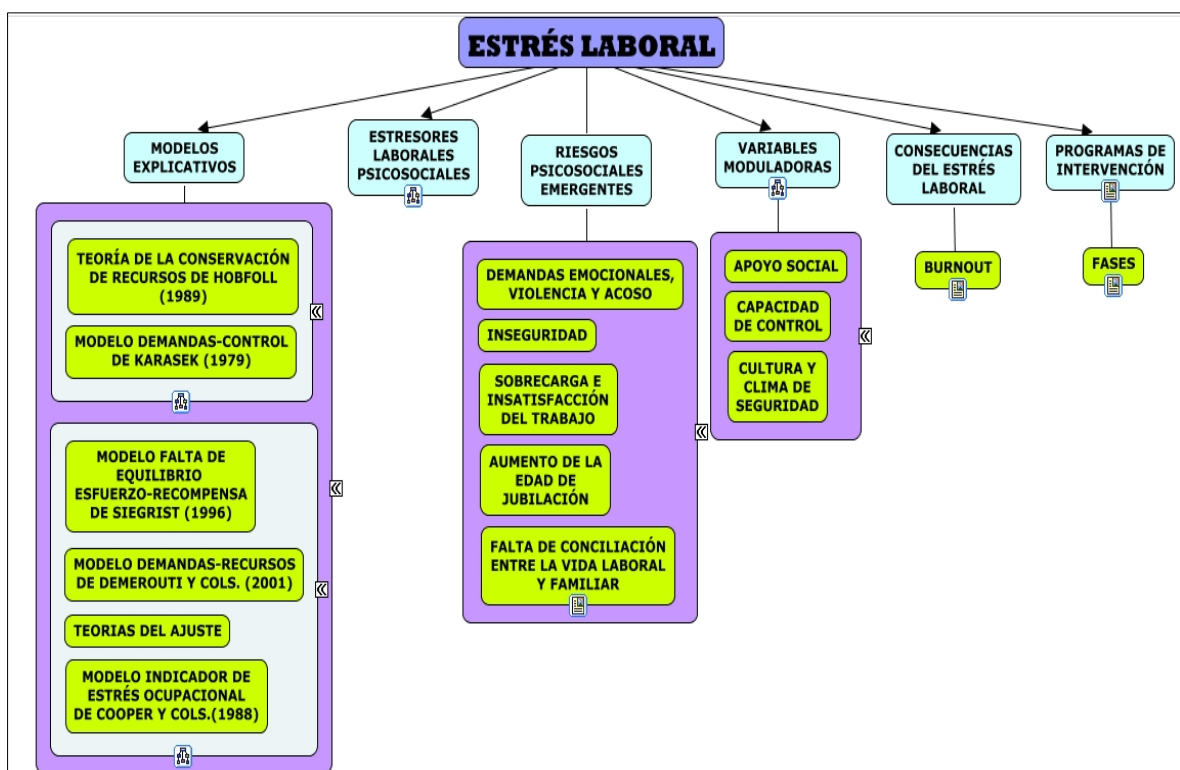 ESTRÉS LABORAL
MODELOS
EXPLICATIVOS
TEORÍA DE LA CONSERVACIÓN
DE RECURSOS DE HOBFOLL
(1989)
MODELO DEMANDAS-CONTROL
DE KARASEK (1979)
MODELO FALTA DE
EQUILIBRIO
ESFUERZO-RECOMPENSA
DE SIEGRIST (1996)
MODELO DEMANDAS-RECURSOS
DE DEMEROUTI Y COLS. (2001)
TEORIAS DEL AJUSTE
MODELO INDICADOR DE
ESTRÉS OCUPACIONAL
DE COOPER Y COLS.(1988)
ESTRESORES
LABORALES
PSICOSOCIALES
RIESGOS
PSICOSOCIALES
EMERGENTES
DEMANDAS EMOCIONALES,
VIOLENCIA Y ACOSO
INSEGURIDAD
SOBRECARGA E
INSATISFACCIÓN
DEL TRABAJO
AUMENTO DE LA
EDAD DE
JUBILACIÓN
FALTA DE CONCILIACIÓN
ENTRE LA VIDA LABORAL
Y FAMILIAR
VARIABLES
MODULADORAS
APOYO SOCIAL
CAPACIDAD
DE CONTROL
CULTURA Y
CLIMA DE
SEGURIDAD
CONSECUENCIAS
DEL ESTRÉS
LABORAL
BURNOUT
PROGRAMAS DE
INTERVENCIÓN
FASES